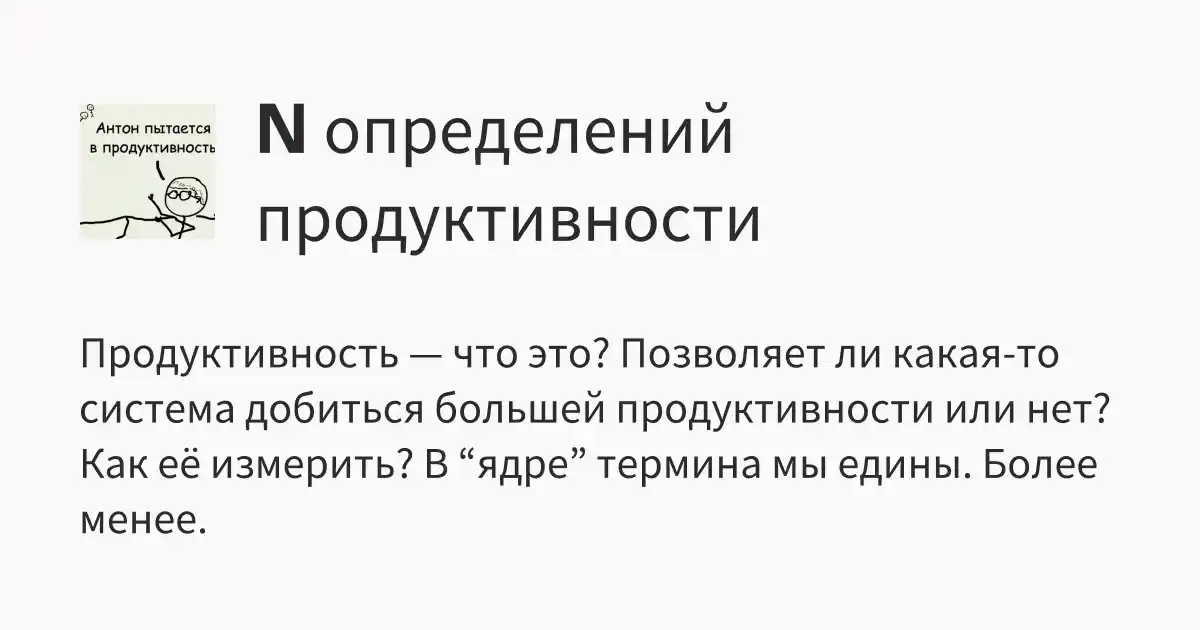 Антон пытается
в продуктивность
N определений
продуктивности
Продуктивность — что это? Позволяет ли какая-то
система добиться большей продуктивности или нет?
Как её измерить? В “ядре” термина мы едины. Более
менее.